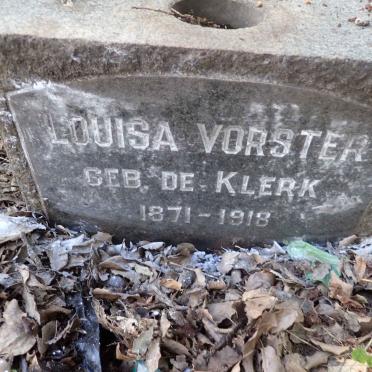 LOUISA VORSTER
GEB. DE KLERK
1871-1918